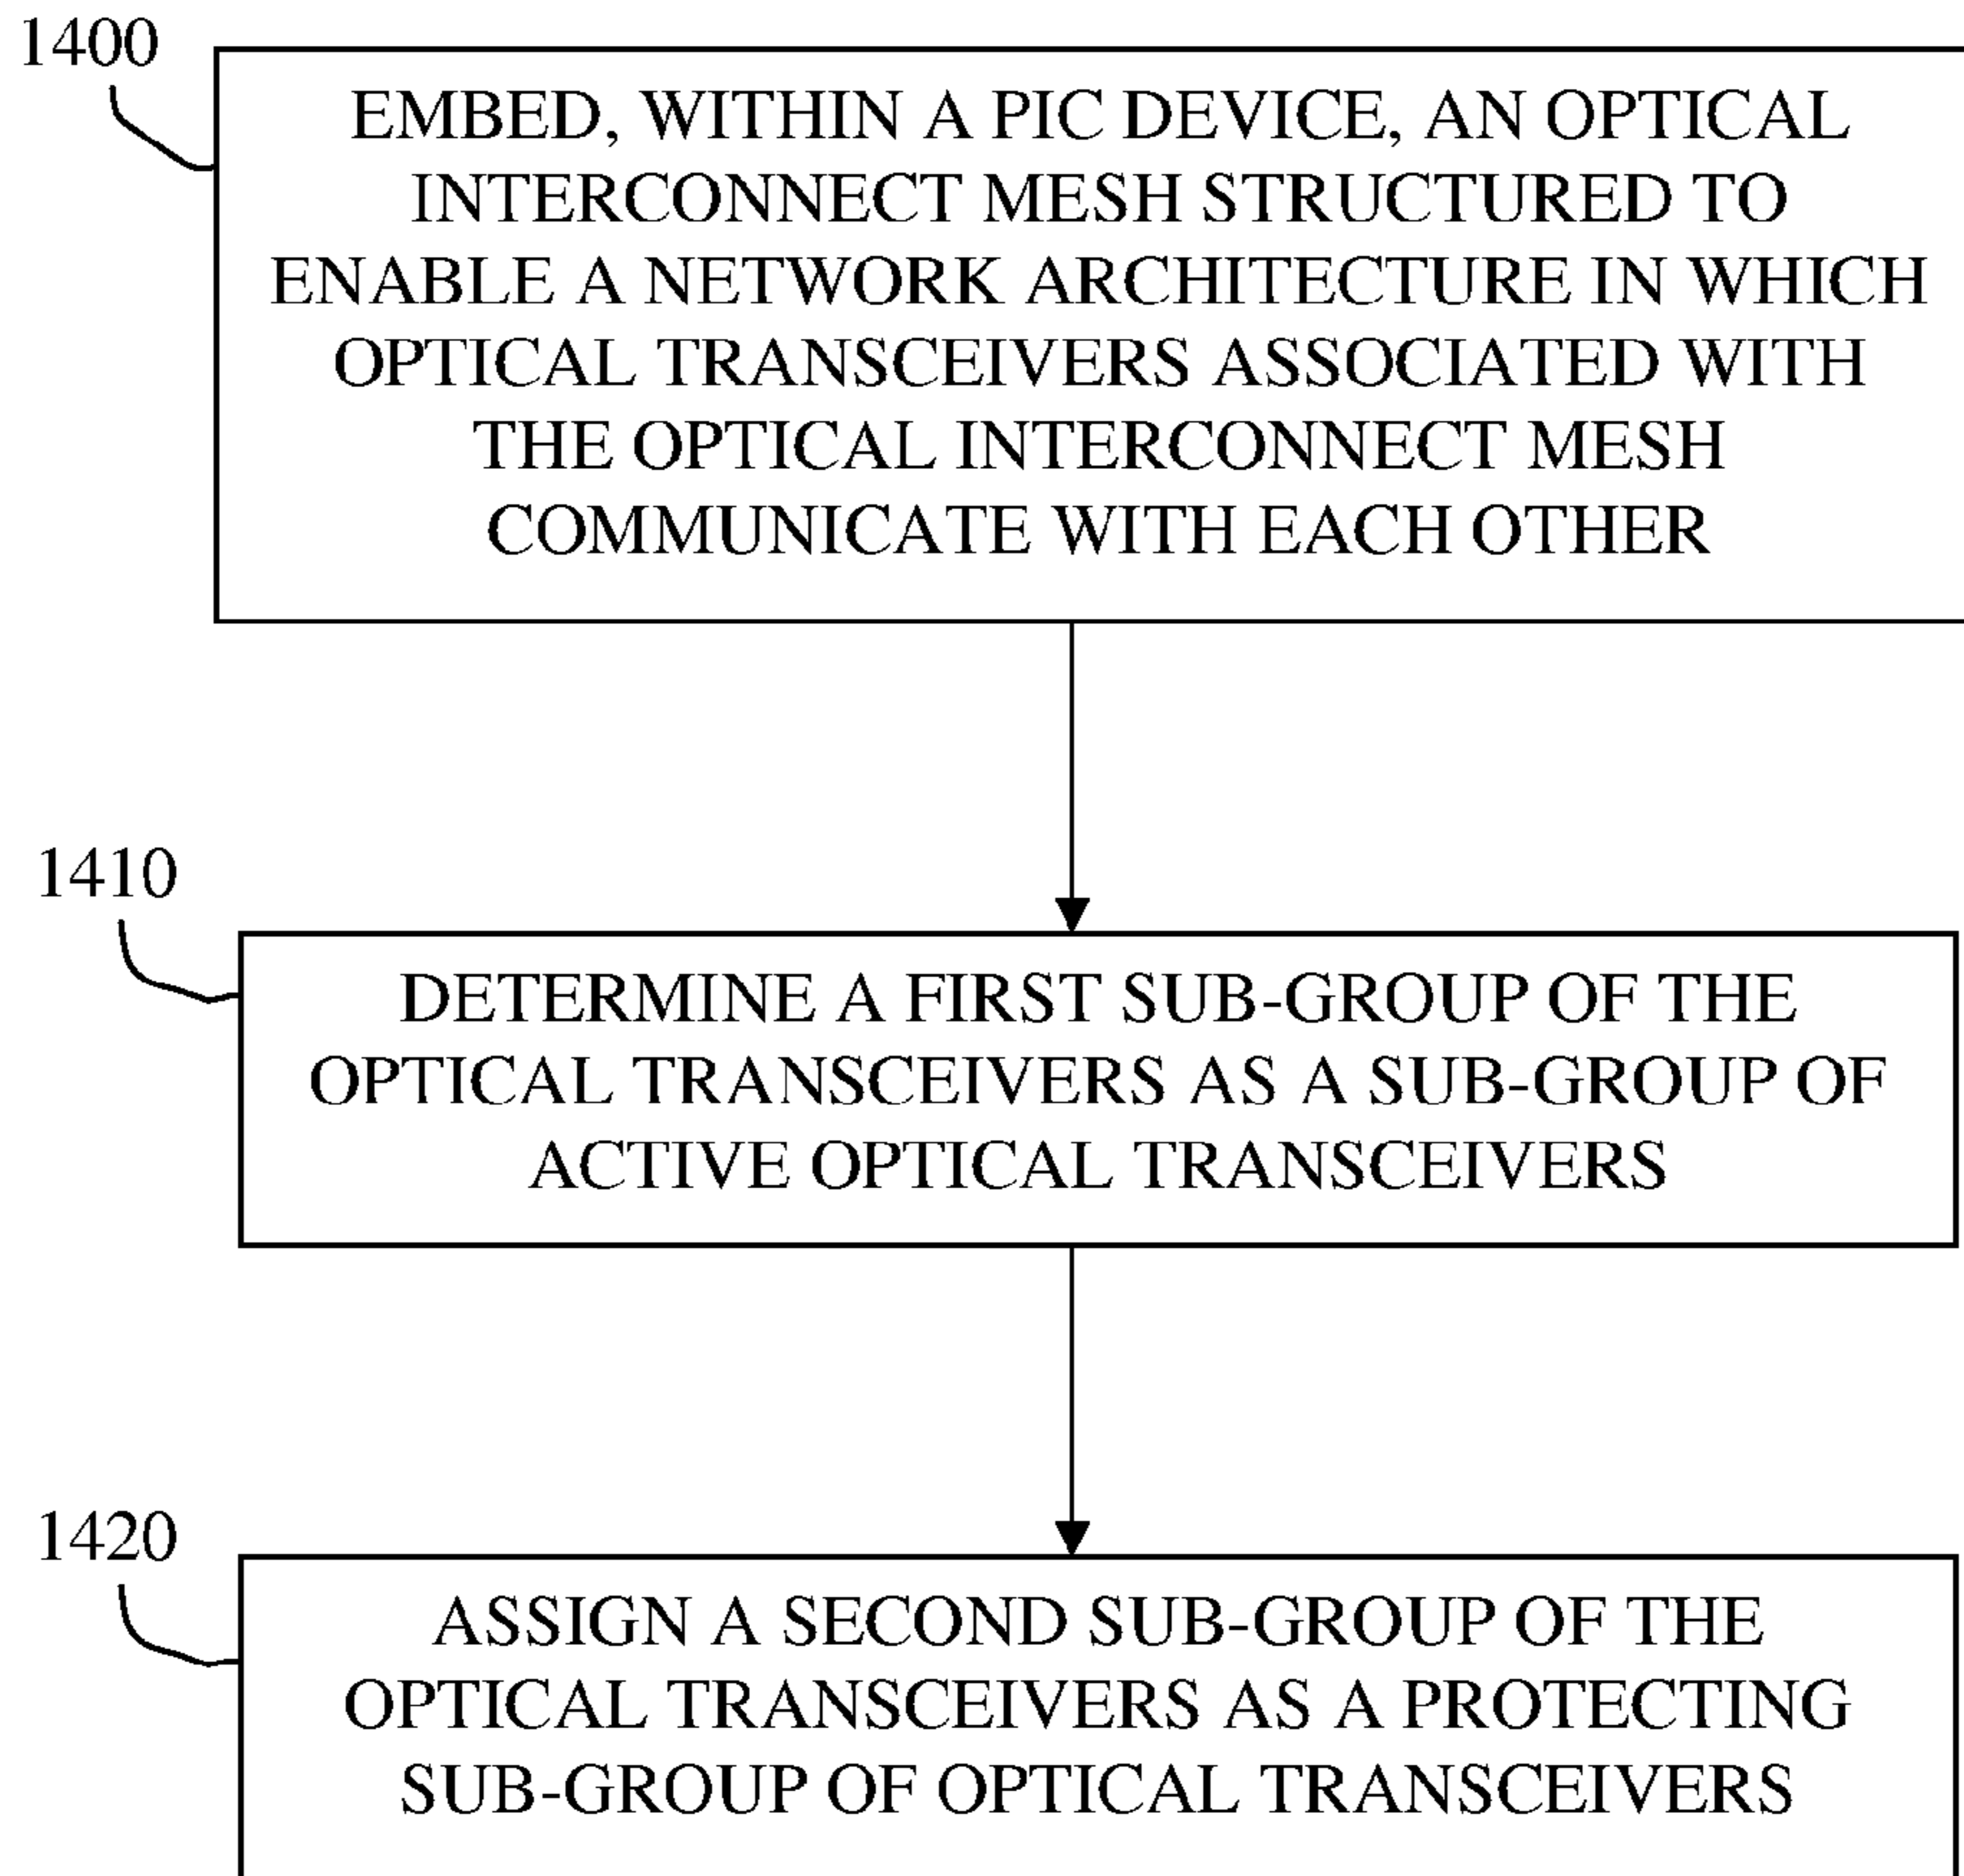 1400
EMBED, WITHIN A PIC DEVICE, AN OPTICAL
INTERCONNECT MESH STRUCTURED TO
ENABLE A NETWORK ARCHITECTURE IN WHICH
OPTICAL TRANSCEIVERS ASSOCIATED WITH
THE OPTICAL INTERCONNECT MESH
COMMUNICATE WITH EACH OTHER
1410
DETERMINE A FIRST SUB-GROUP OF THE
OPTICAL TRANSCEIVERS AS A SUB-GROUP OF
ACTIVE OPTICAL TRANSCEIVERS
1420
ASSIGN A SECOND SUB-GROUP OF THE
OPTICAL TRANSCEIVERS AS A PROTECTING
SUB-GROUP OF OPTICAL TRANSCEIVERS